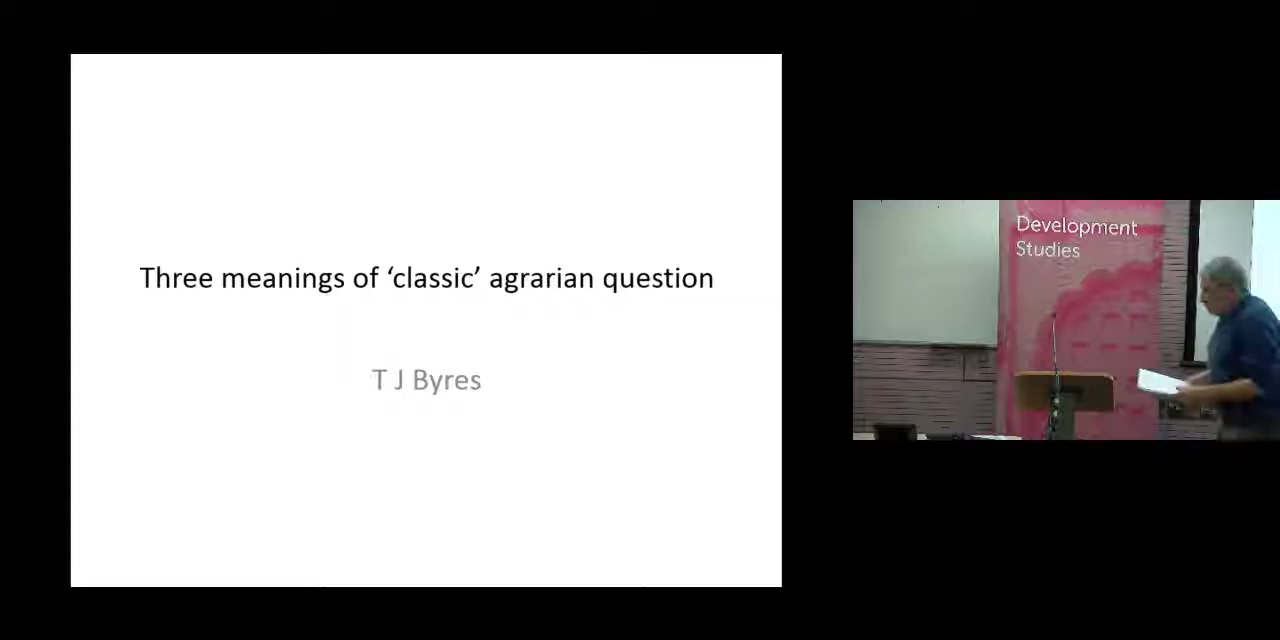 Three meanings of ‘classic’ agrarian question
T J Byres
Development
Studies